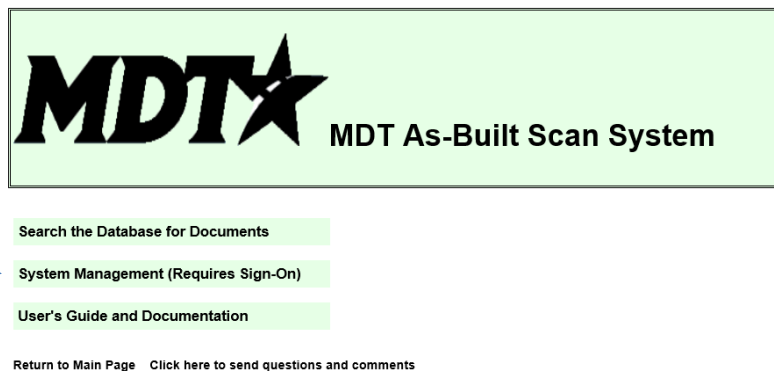 MDT
MDT As-Built Scan System
Search the Database for Documents
System Management (Requires Sign-On)
User's Guide and Documentation
Return to Main Page Click here to send questions and comments